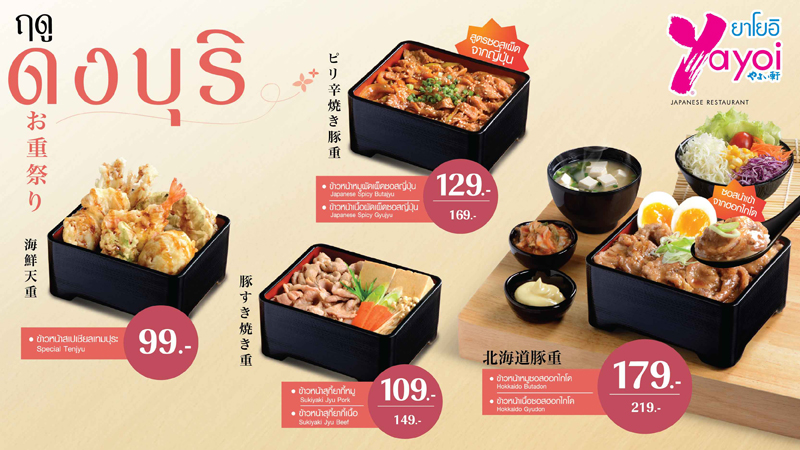 ฤดู
ดงบุริ
お重祭り
ピリ辛焼き豚重
สูตรซอสเผ็ด
จากญี่ปุ่น
ยาโยอิ
Yayoi
やよい軒
JAPANESE RESTAURANT
• ข้าวหน้าหมูผัดเผ็ดซอสญี่ปุ่น
Japanese Spicy Butajyu
129.-
• ข้าวหน้าเนื้อผัดเผ็ดซอสญี่ปุ่น
Japanese Spicy Gyujyu
169.-
海鮮天重
• ข้าวหน้าสเปเชียลเทมปุระ
Special Tenjyu
99.-
豚すき焼き重
• ข้าวหน้าสุกี้ยากี้หมู
Sukiyaki Jyu Pork
109.-
• ข้าวหน้าสุกี้ยากี้เนื้อ
Sukiyaki Jyu Beef
149.-
ซอสนำเข้า
จากฮอกไกโด
北海道豚重
• ข้าวหน้าหมูซอสฮอกไกโด
Hokkaido Butadon
179.-
• ข้าวหน้าเนื้อซอสฮอกไกโด
Hokkaido Gyudon
219.-